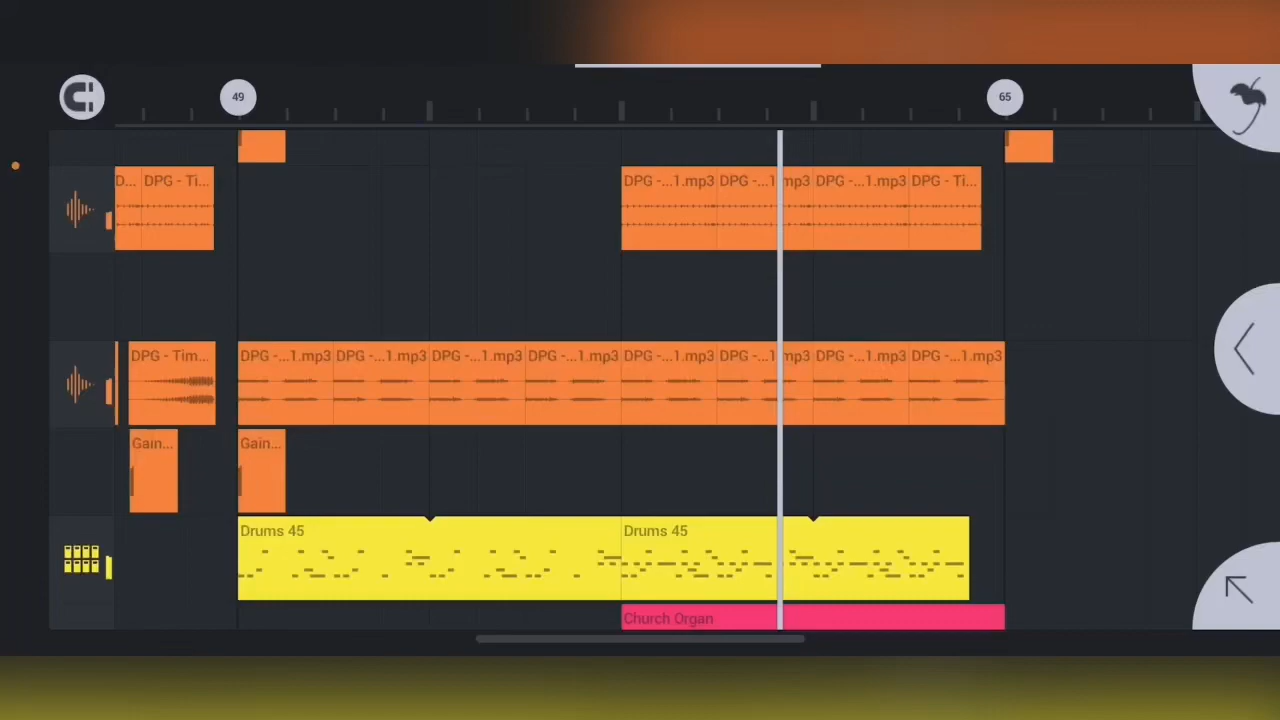 49 65
D... DPG - Ti... DPG -...1.mp3 DPG -...1.mp3 DPG -...1.mp3 DPG - Ti...
DPG - Tim... DPG -...1.mp3 DPG -...1.mp3 DPG -...1.mp3 DPG -...1.mp3 DPG -...1.mp3 DPG -...1.mp3 DPG -...1.mp3 DPG -...1.mp3
Gain... Gain...
Drums 45 Drums 45
Church Organ